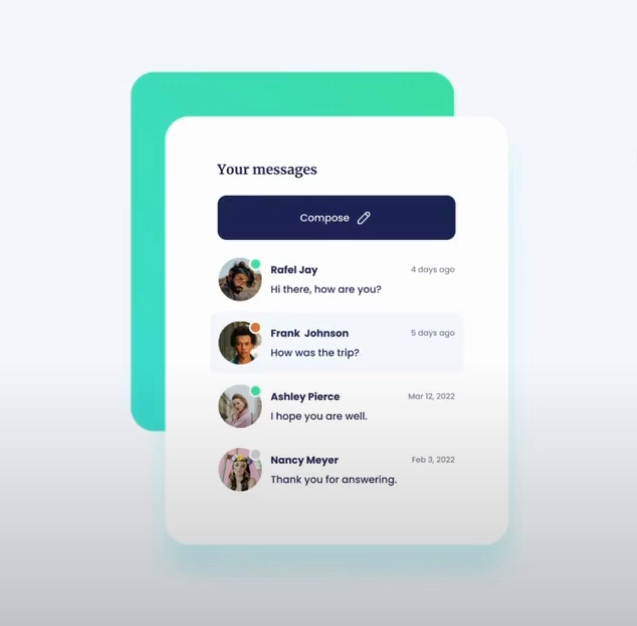 Your messages
Compose
Rafel Jay 4 days ago
Hi there, how are you?
Frank Johnson 5 days ago
How was the trip?
Ashley Pierce Mar 12, 2022
I hope you are well.
Nancy Meyer Feb 3, 2022
Thank you for answering.